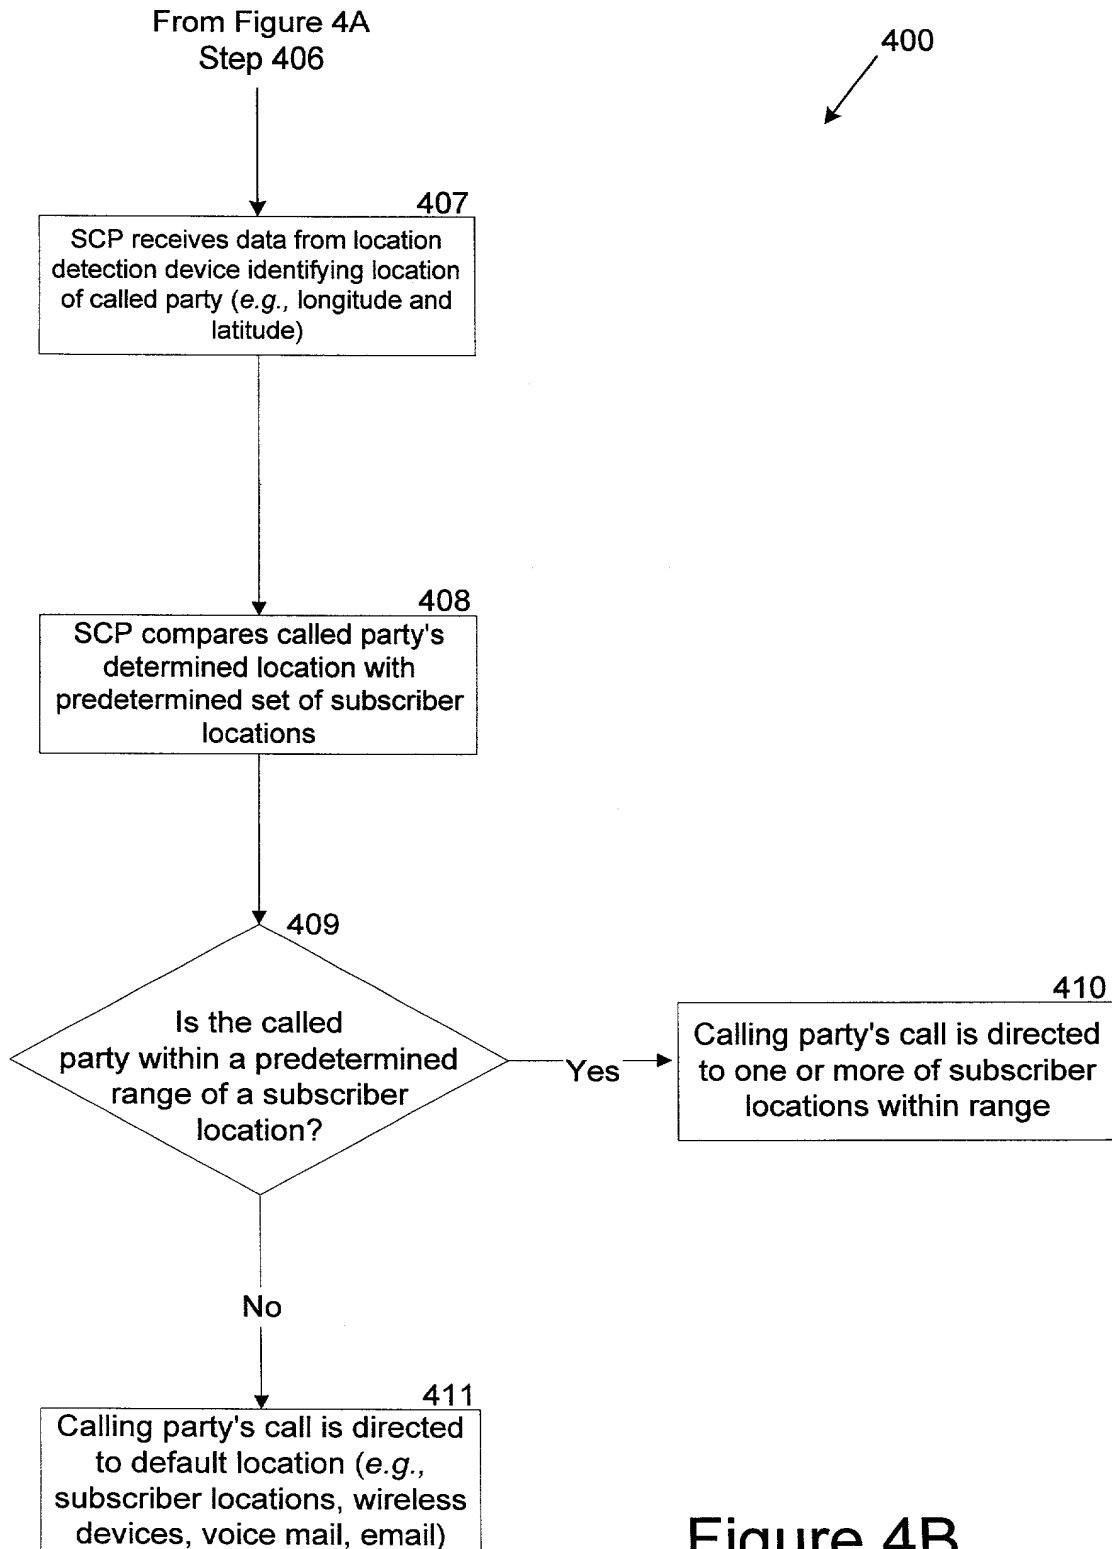 From Figure 4A
Step 406
400
407
SCP receives data from location
detection device identifying location
of called party (e.g., longitude and
latitude)
408
SCP compares called party's
determined location with
predetermined set of subscriber
locations
409
Is the called
party within a predetermined
range of a subscriber
location?
Yes
410
Calling party's call is directed
to one or more of subscriber
locations within range
No
411
Calling party's call is directed
to default location (e.g.,
subscriber locations, wireless
devices, voice mail, email)
Figure 4B